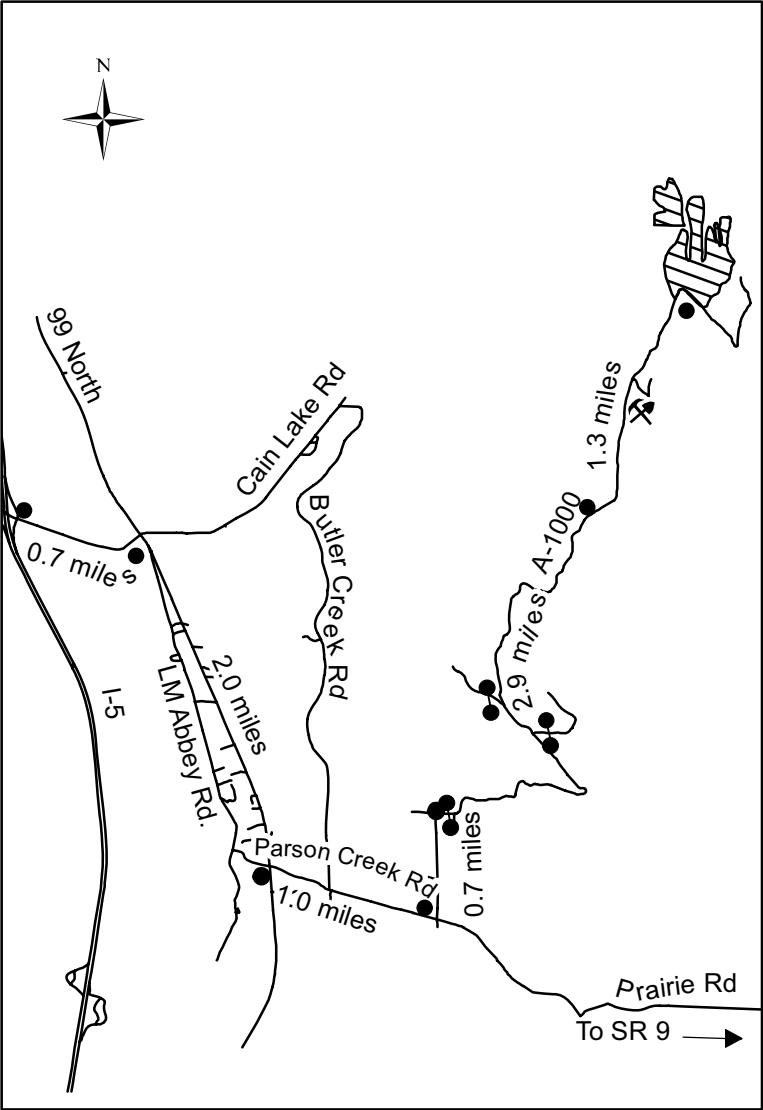 N
99 North
Cain Lake Rd
1.3 miles
A-1000
0.7 miles
Butler Creek Rd
2.9 miles
2.0 miles
I-5
LM Abbey Rd.
Parson Creek Rd
0.7 miles
1.0 miles
Prairie Rd
To SR 9